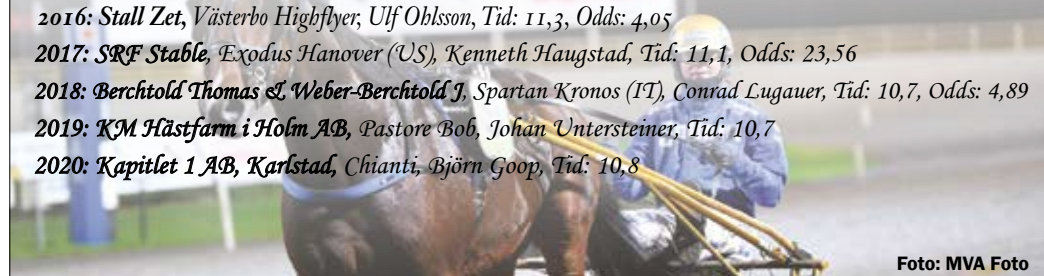 2016: Stall Zet, Västerbo Highflyer, Ulf Ohlsson, Tid: 11,3, Odds: 4,05
2017: SRF Stable, Exodus Hanover (US), Kenneth Haugstad, Tid: 11,1, Odds: 23,56
2018: Berchtold Thomas & Weber-Berchtold J, Spartan Kronos (IT), Conrad Lugauer, Tid: 10,7, Odds: 4,89
2019: KM Hästfarm i Holm AB, Pastore Bob, Johan Untersteiner, Tid: 10,7
2020: Kapitlet 1 AB, Karlstad, Chianti, Björn Goop, Tid: 10,8
Foto: MVA Foto